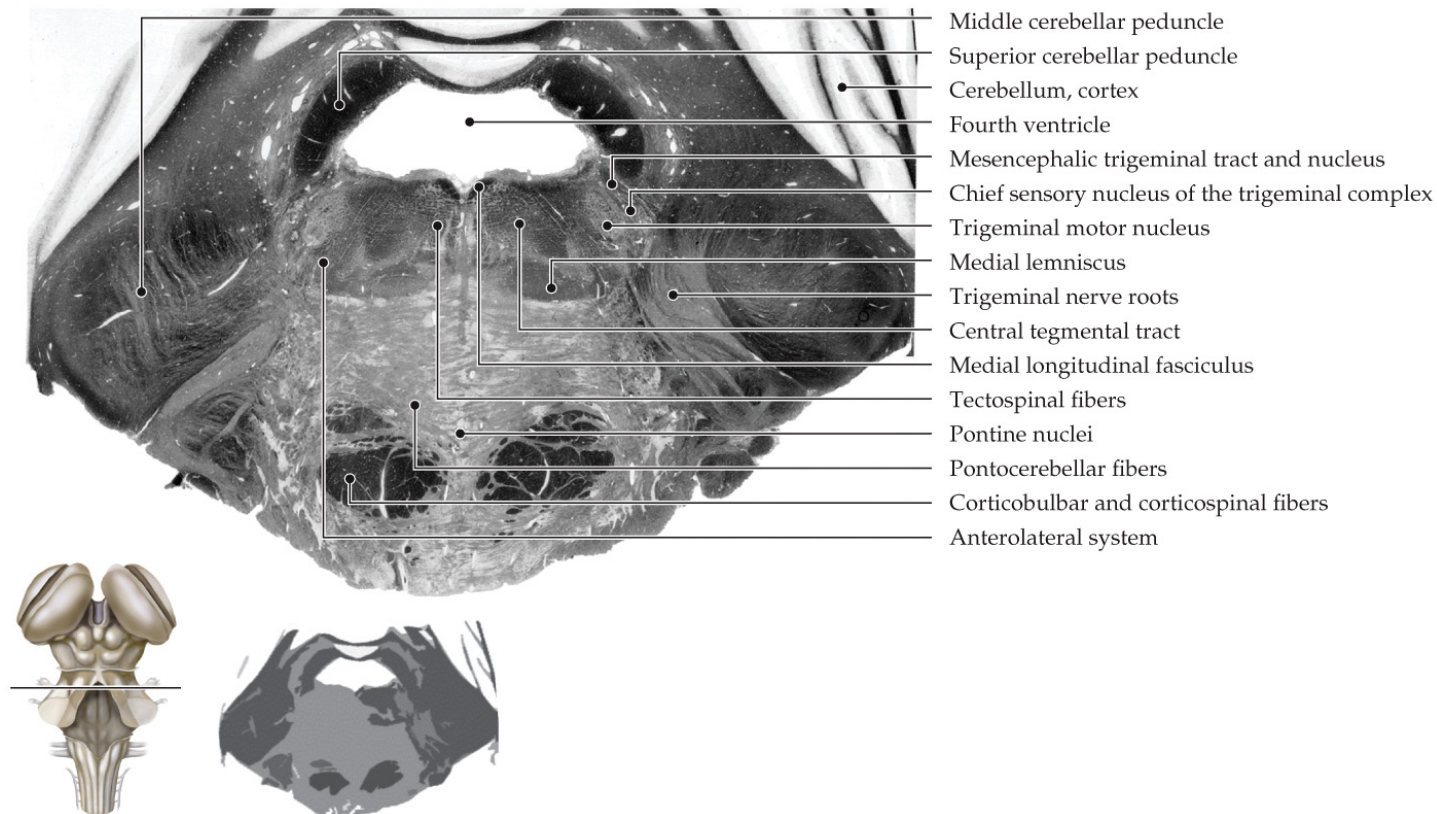 Middle cerebellar peduncle
Superior cerebellar peduncle
Cerebellum, cortex
Fourth ventricle
Mesencephalic trigeminal tract and nucleus
Chief sensory nucleus of the trigeminal complex
Trigeminal motor nucleus
Medial lemniscus
Trigeminal nerve roots
Central tegmental tract
Medial longitudinal fasciculus
Tectospinal fibers
Pontine nuclei
Pontocerebellar fibers
Corticobulbar and corticospinal fibers
Anterolateral system